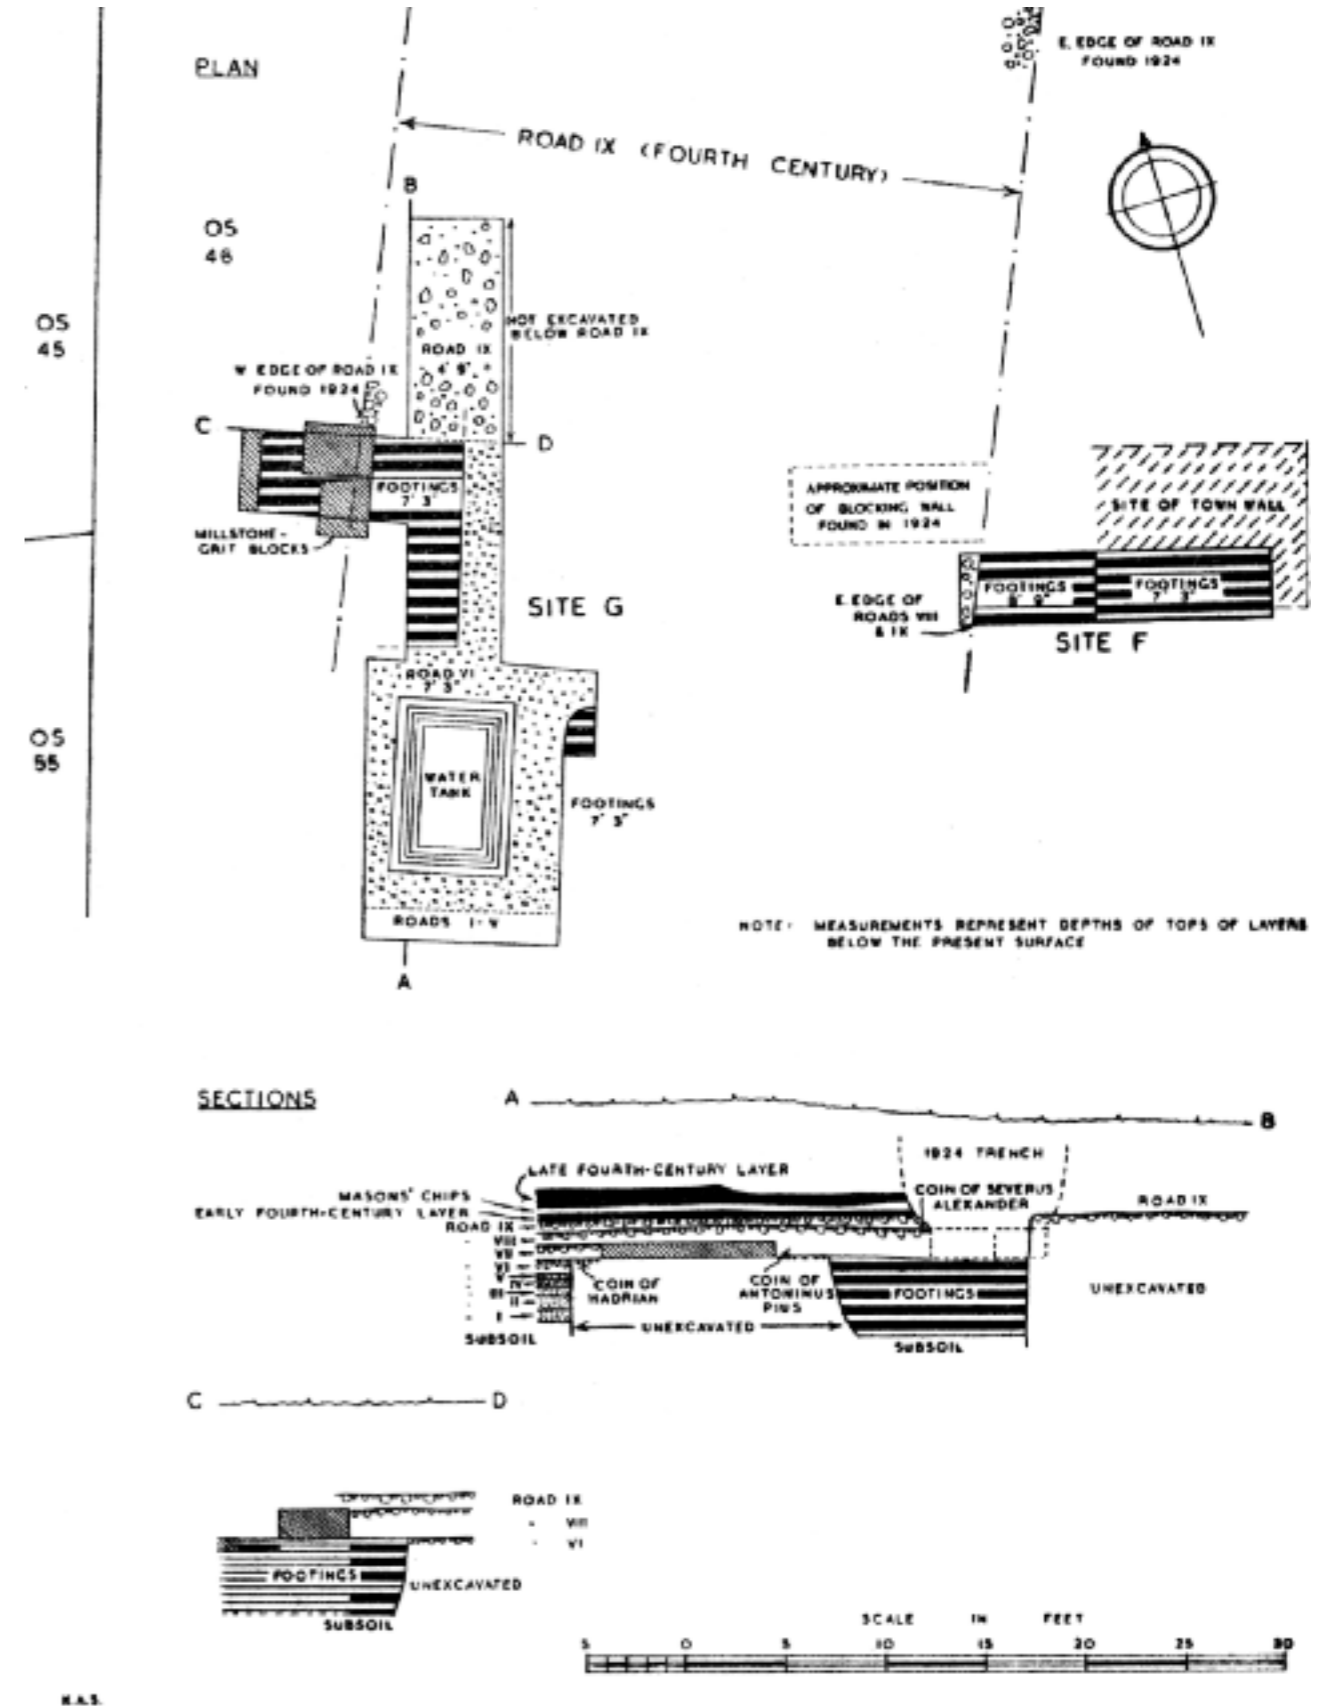 PLAN
E. EDGE OF ROAD IX
FOUND 1924
ROAD IX (FOURTH CENTURY)
B
OS
46
OS
45
NOT EXCAVATED
BELOW ROAD IX
ROAD IX
4' 9"
W. EDGE OF ROAD IX
FOUND 1924
C
D
FOOTINGS
7' 3"
MILLSTONE-
GRIT BLOCKS
APPROXIMATE POSITION
OF BLOCKING WALL
FOUND IN 1924
SITE OF TOWN WALL
FOOTINGS
FOOTINGS
7' 3"
E. EDGE OF
ROADS VIII
& IX
SITE F
SITE G
ROAD VI
7' 3"
OS
55
WATER
TANK
FOOTINGS
7' 3"
ROADS I-V
A
NOTE: MEASUREMENTS REPRESENT DEPTHS OF TOPS OF LAYERS
BELOW THE PRESENT SURFACE
SECTIONS
A
B
1924 TRENCH
LATE FOURTH-CENTURY LAYER
MASONS' CHIPS
EARLY FOURTH-CENTURY LAYER
COIN OF SEVERUS
ALEXANDER
ROAD IX
ROAD IX
VIII
VII
VI
V
IV
III
II
I
SUBSOIL
COIN OF
HADRIAN
COIN OF
ANTONINUS
PIUS
FOOTINGS
UNEXCAVATED
UNEXCAVATED
SUBSOIL
C
D
ROAD IX
" VIII
" VI
FOOTINGS
UNEXCAVATED
SUBSOIL
SCALE IN FEET
5 0 5 10 15 20 25 30